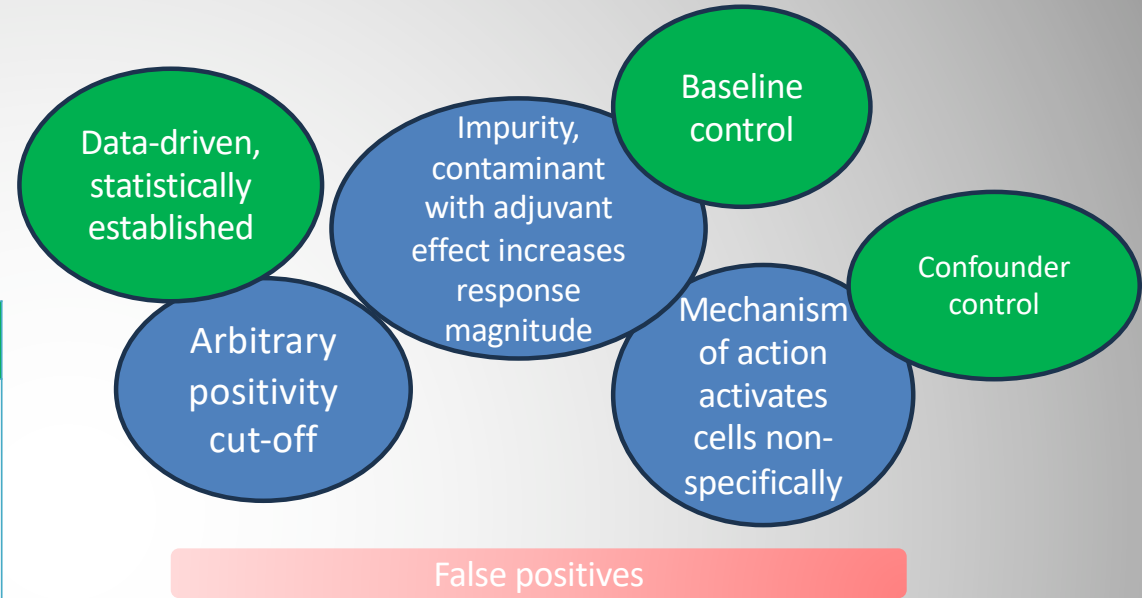 Data-driven,
statistically
established
Arbitrary
positivity
cut-off
Impurity,
contaminant
with adjuvant
effect increases
response
magnitude
Baseline
control
Mechanism
of action
activates
cells non-
specifically
Confounder
control
False positives